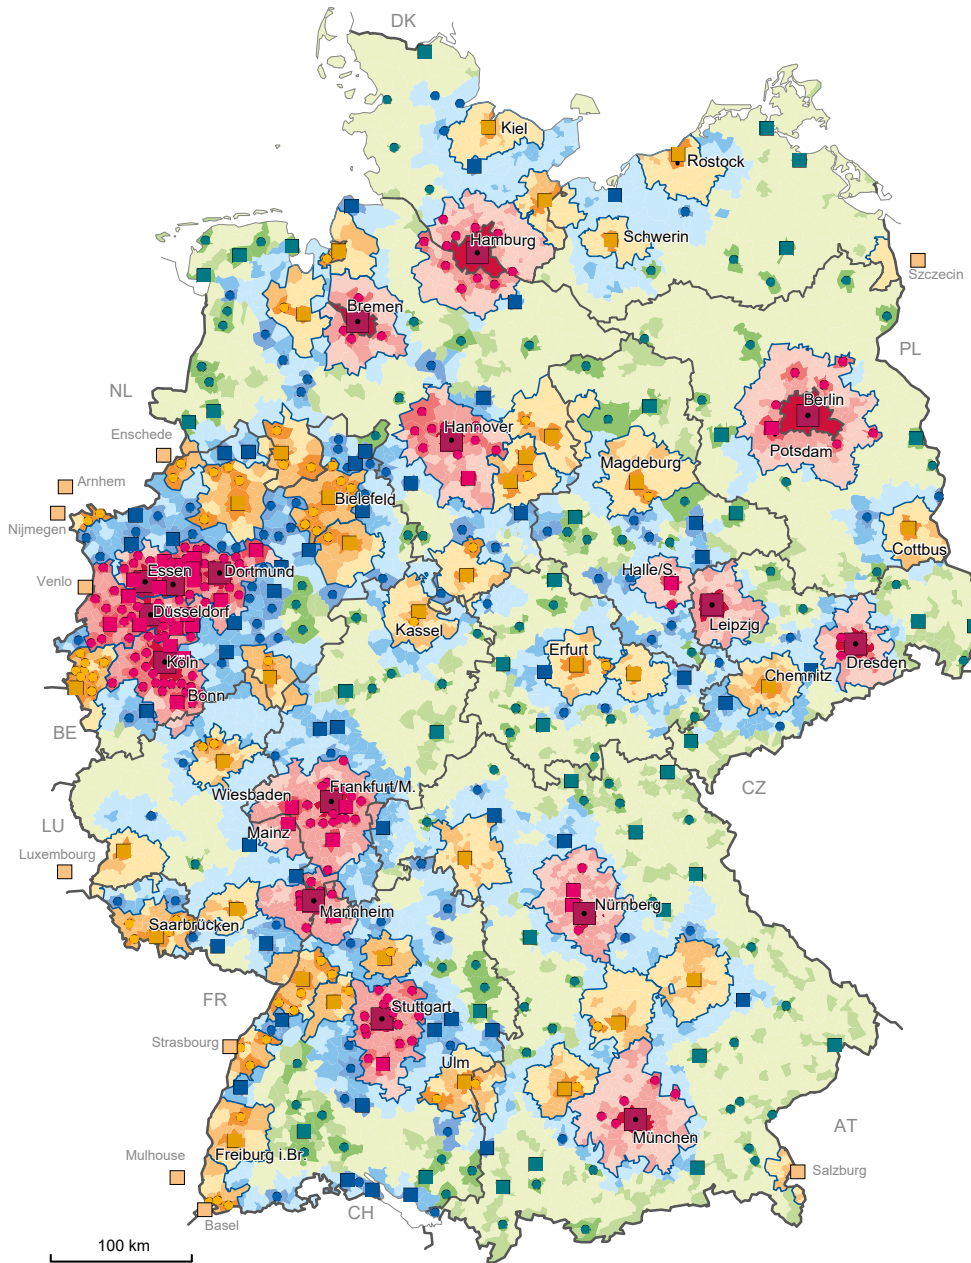 DK
Kiel
Rostock
Hamburg
Schwerin
Szczecin
Bremen
PL
NL
Berlin
Enschede
Hannover
Potsdam
Magdeburg
Arnhem
Bielefeld
Nijmegen
Cottbus
Venlo
Essen
Dortmund
Halle/S.
Düsseldorf
Leipzig
Kassel
Erfurt
Köln
Dresden
Chemnitz
Bonn
BE
CZ
Wiesbaden
Frankfurt/M.
LU
Mainz
Luxembourg
Mannheim
Nürnberg
Saarbrücken
FR
Stuttgart
Strasbourg
Ulm
AT
München
Mulhouse
Freiburg i.Br.
Salzburg
CH
Basel
100 km